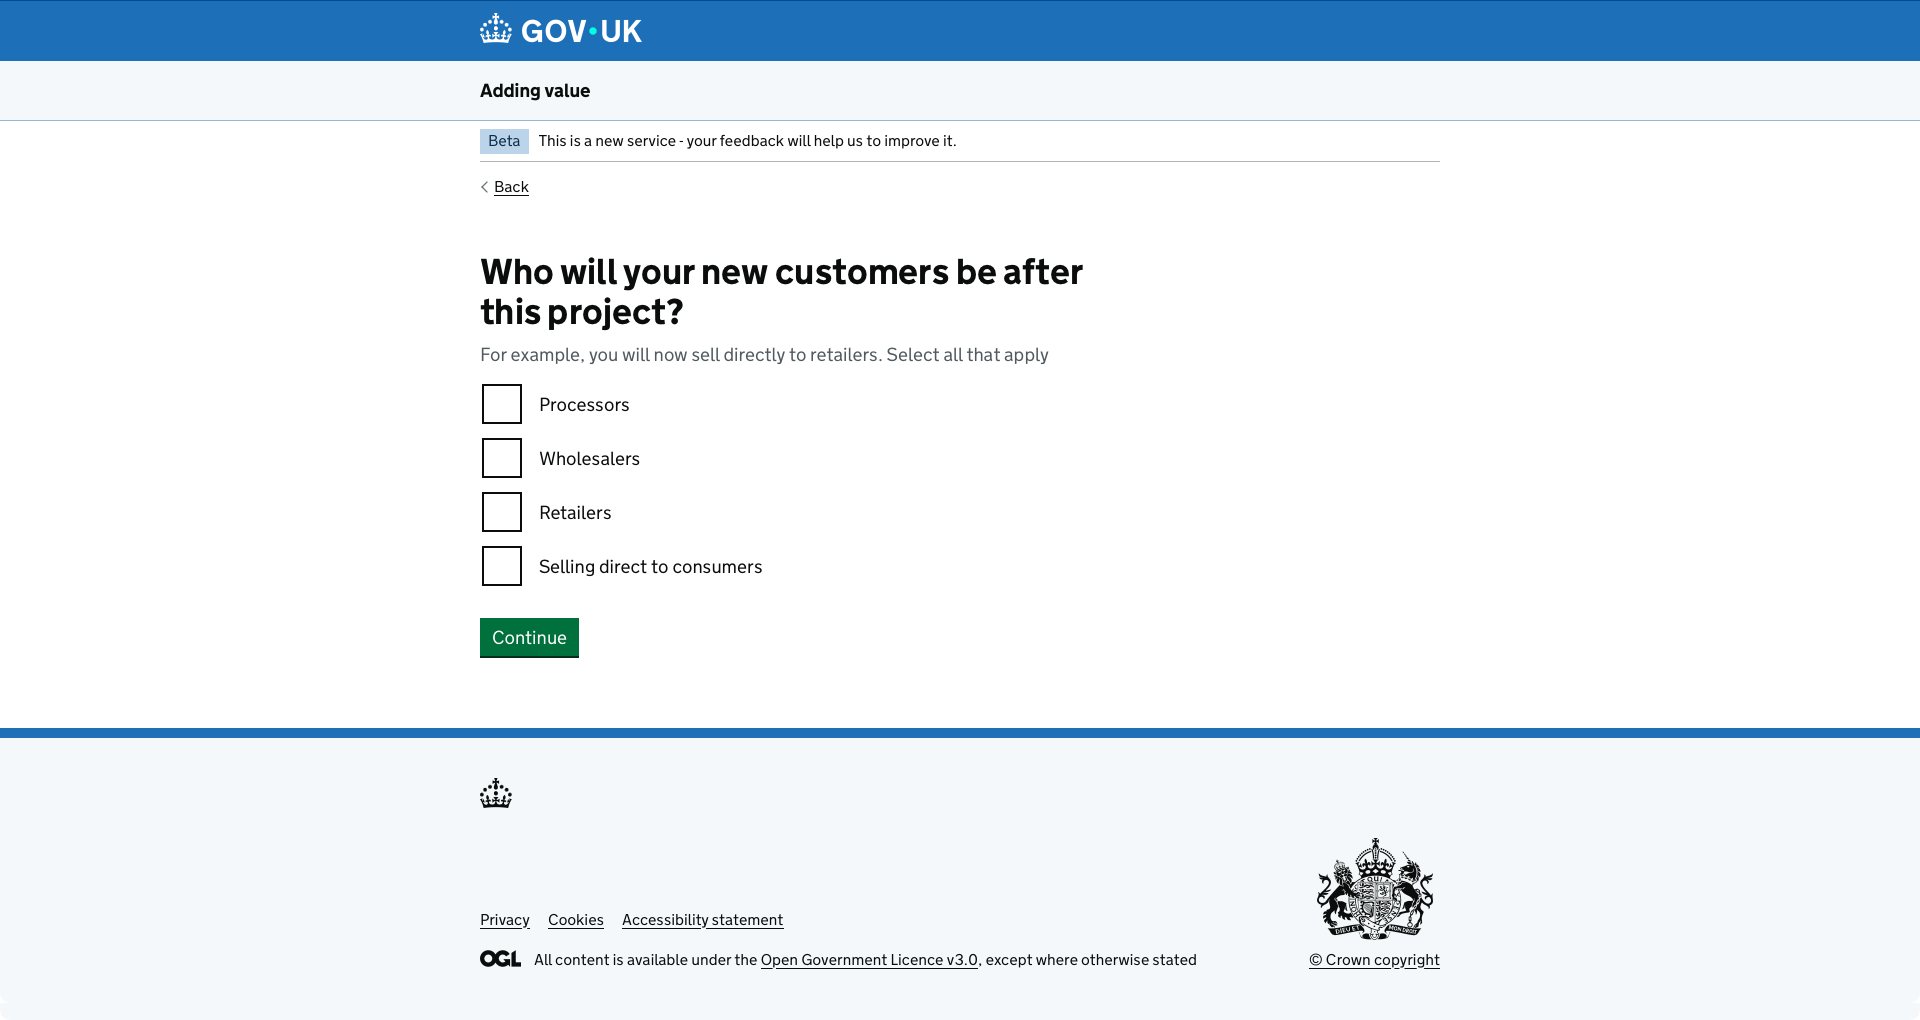 GOV•UK
Adding value
Beta This is a new service - your feedback will help us to improve it.
Back
Who will your new customers be after
this project?
For example, you will now sell directly to retailers. Select all that apply
Processors
Wholesalers
Retailers
Selling direct to consumers
Continue
QUI
DIEU ET MON DROIT
Privacy Cookies Accessibility statement
OGL All content is available under the Open Government Licence v3.0, except where otherwise stated
© Crown copyright